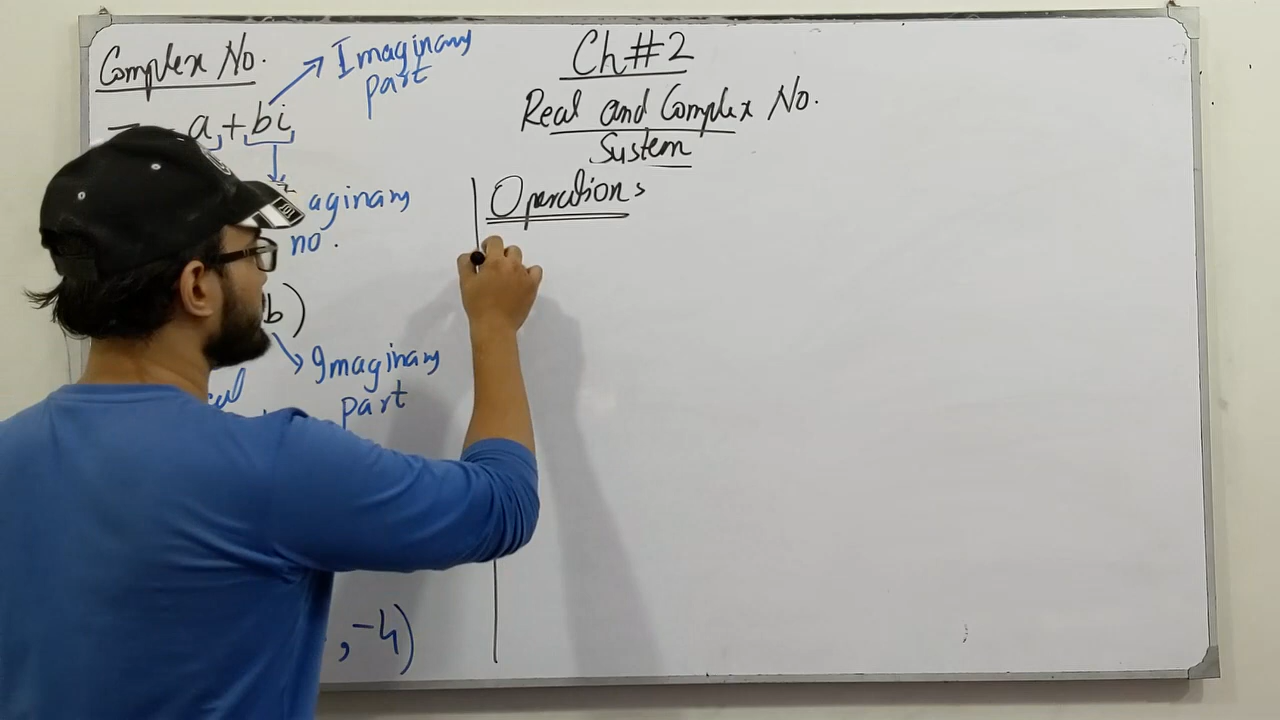 Complex No.
Imaginary
part
a + bi
aginary
no.
b)
Imaginary
part
, -4)
Ch#2
Real and Complex No.
System
Operations